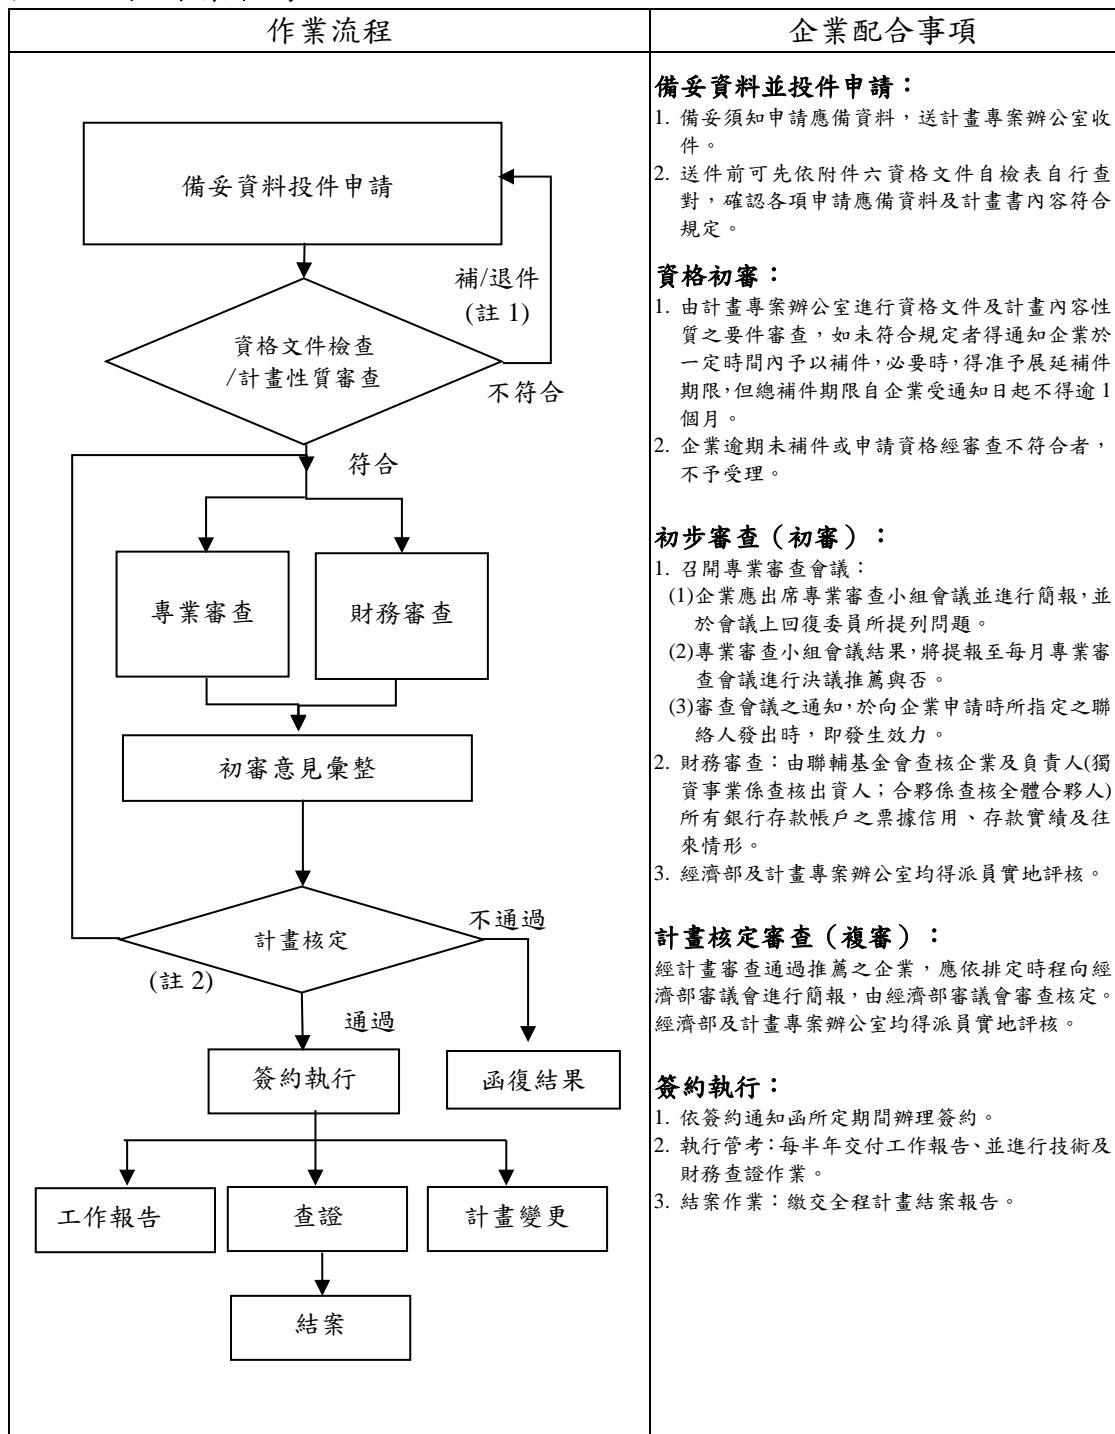 作業流程
企業配合事項
備妥資料投件申請
補/退件
(註 1)
資格文件檢查
/計畫性質審查
不符合
符合
專業審查
財務審查
初審意見彙整
不通過
計畫核定
(註 2)
通過
簽約執行
函復結果
工作報告
查證
計畫變更
結案
備妥資料並投件申請：
1. 備妥須知申請應備資料，送計畫專案辦公室收
件。
2. 送件前可先依附件六資格文件自檢表自行查
對，確認各項申請應備資料及計畫書內容符合
規定。
資格初審：
1. 由計畫專案辦公室進行資格文件及計畫內容性
質之要件審查，如未符合規定者得通知企業於
一定時間內予以補件，必要時，得准予展延補件
期限，但總補件期限自企業受通知日起不得逾 1
個月。
2. 企業逾期未補件或申請資格經審查不符合者，
不予受理。
初步審查（初審）：
1. 召開專業審查會議：
(1)企業應出席專業審查小組會議並進行簡報，並
於會議上回復委員所提列問題。
(2)專業審查小組會議結果，將提報至每月專業審
查會議進行決議推薦與否。
(3)審查會議之通知，於向企業申請時所指定之聯
絡人發出時，即發生效力。
2. 財務審查：由聯輔基金會查核企業及負責人(獨
資事業係查核出資人；合夥係查核全體合夥人)
所有銀行存款帳戶之票據信用、存款實績及往
來情形。
3. 經濟部及計畫專案辦公室均得派員實地評核。
計畫核定審查（複審）：
經計畫審查通過推薦之企業，應依排定時程向經
濟部審議會進行簡報，由經濟部審議會審查核定。
經濟部及計畫專案辦公室均得派員實地評核。
簽約執行：
1. 依簽約通知函所定期間辦理簽約。
2. 執行管考：每半年交付工作報告、並進行技術及
財務查證作業。
3. 結案作業：繳交全程計畫結案報告。